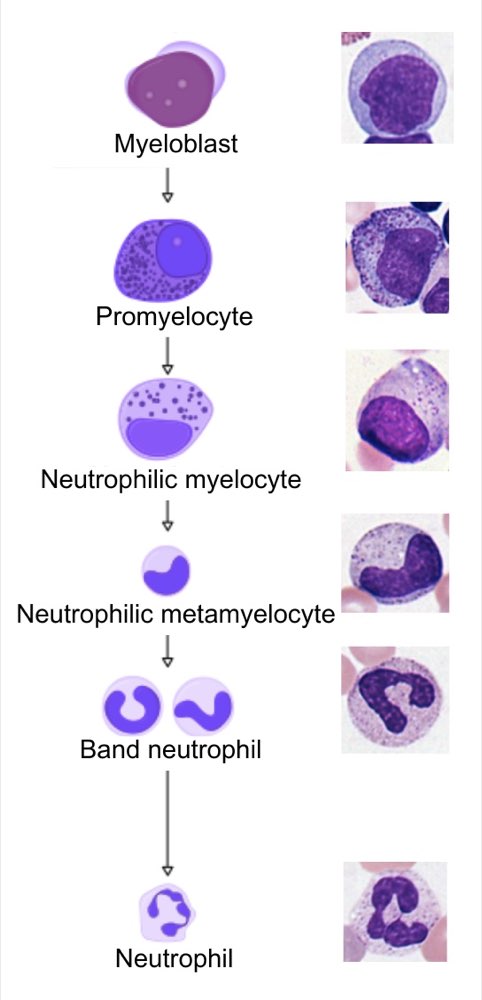 Myeloblast
Promyelocyte
Neutrophilic myelocyte
Neutrophilic metamyelocyte
Band neutrophil
Neutrophil